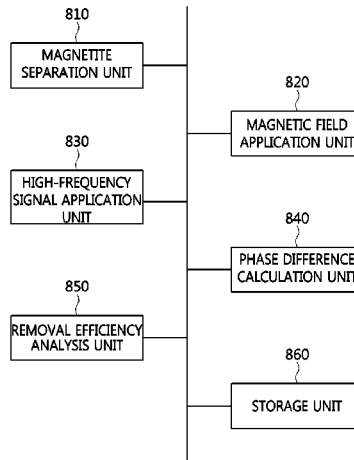 810
MAGNETITE
SEPARATION UNIT
820
MAGNETIC FIELD
APPLICATION UNIT
830
HIGH-FREQUENCY
SIGNAL APPLICATION
UNIT
840
PHASE DIFFERENCE
CALCULATION UNIT
850
REMOVAL EFFICIENCY
ANALYSIS UNIT
860
STORAGE UNIT